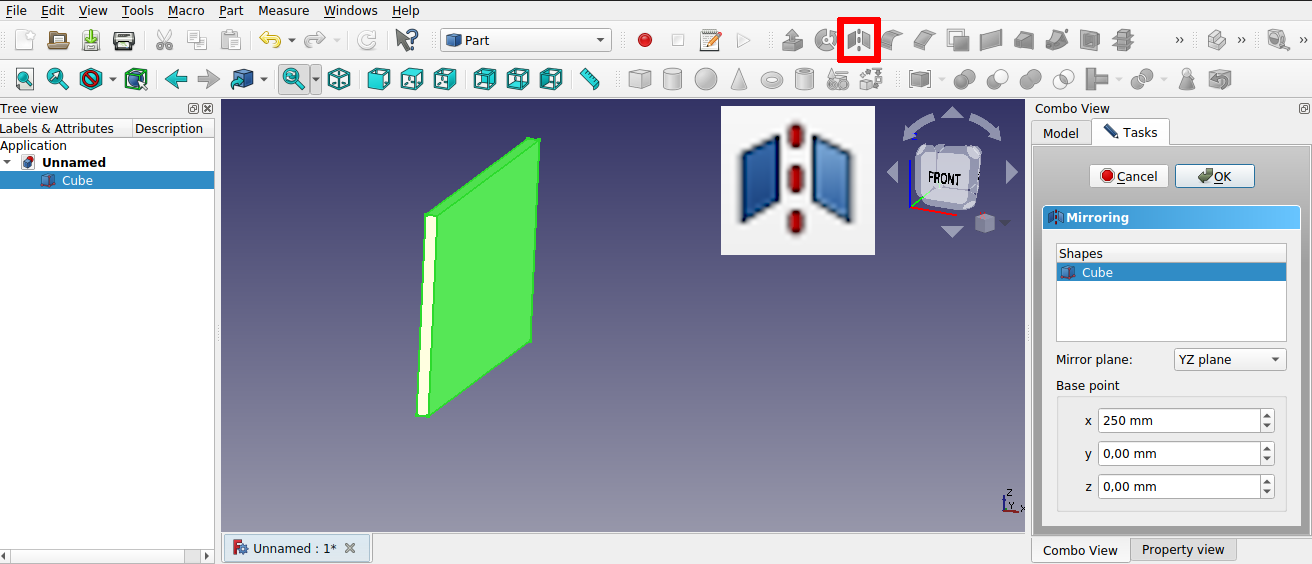 File Edit View Tools Macro Part Measure Windows Help
Part
Tree view
Labels & Attributes Description
Application
Unnamed
Cube
FRONT
Z
Y
X
Unnamed : 1*
Combo View
Model Tasks
Cancel OK
Mirroring
Shapes
Cube
Mirror plane: YZ plane
Base point
x 250 mm
y 0,00 mm
z 0,00 mm
Combo View Property view